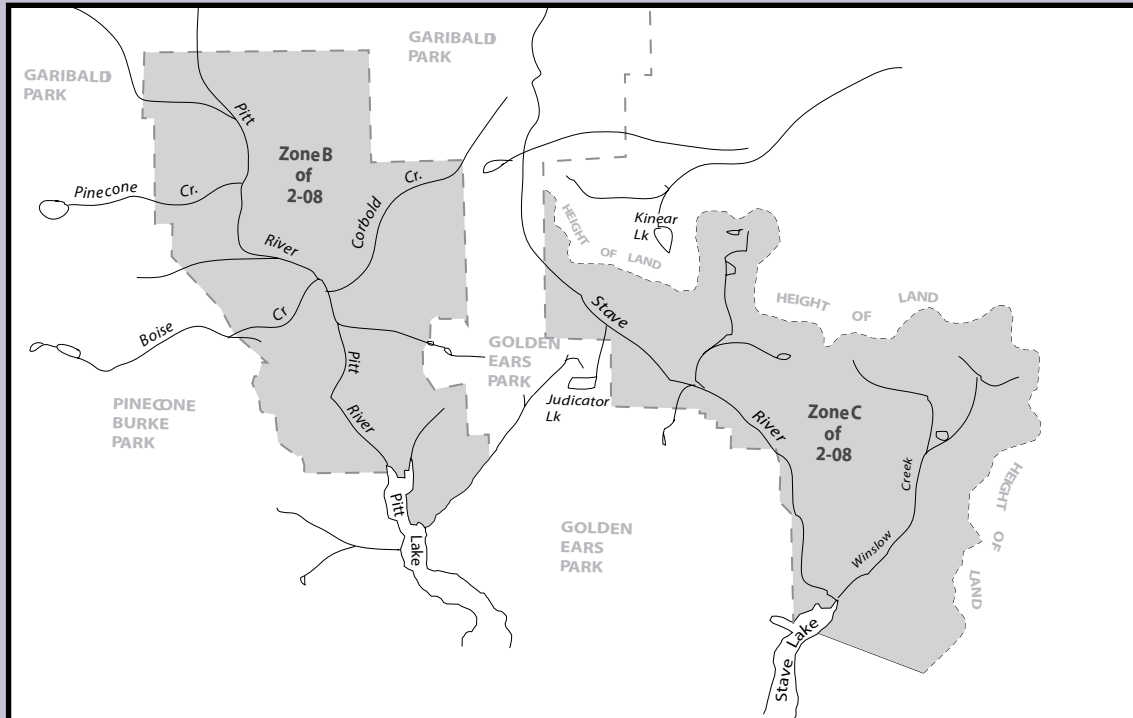 GARIBALD
PARK
GARIBALD
PARK
Pitt
Zone B
of
2-08
Pinecone
Cr.
Corbold
Cr.
River
Boise
Cr
Pitt
River
PINECONE
BURKE
PARK
Pitt
Lake
GOLDEN
EARS
PARK
Judicator
Lk
GOLDEN
EARS
PARK
HEIGHT
OF LAND
Kinear
Lk
Stave
River
HEIGHT
OF
LAND
Zone C
of
2-08
Creek
Winslow
HEIGHT
OF
LAND
Stave Lake